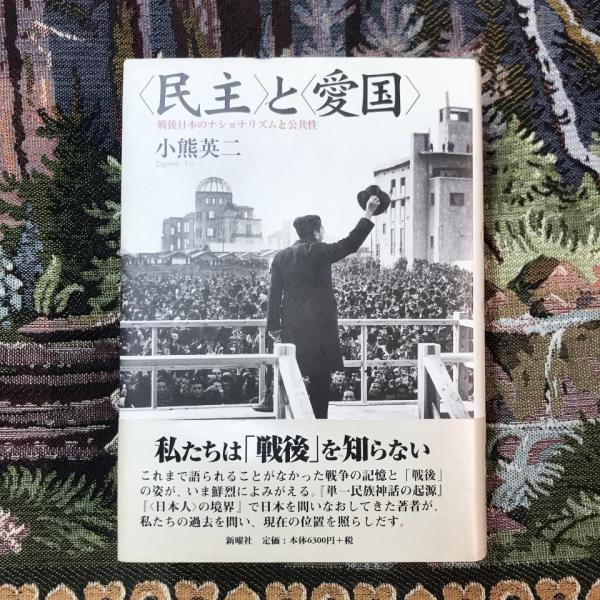 〈民主〉と〈愛国〉
戦後日本のナショナリズムと公共性
小熊英二
Oguma Eiji
私たちは「戦後」を知らない
これまで語られることがなかった戦争の記憶と「戦後」
の姿が、いま鮮烈によみがえる。『単一民族神話の起源』
『〈日本人〉の境界』で日本を問いなおしてきた著者が、
私たちの過去を問い、現在の位置を照らしだす。
新曜社 定価:本体6300円+税